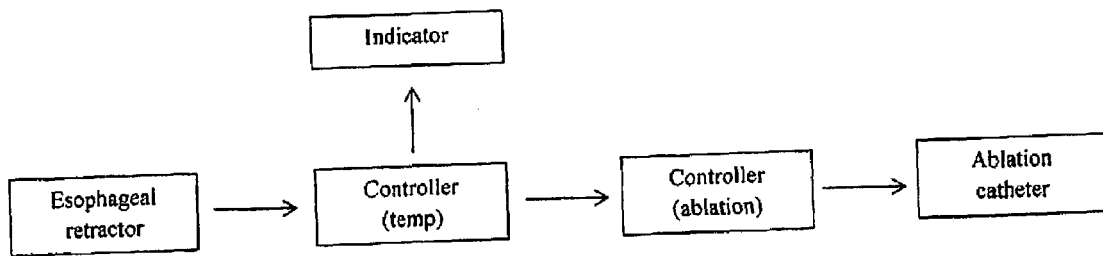 Indicator
Esophageal
retractor
Controller
(temp)
Controller
(ablation)
Ablation
catheter